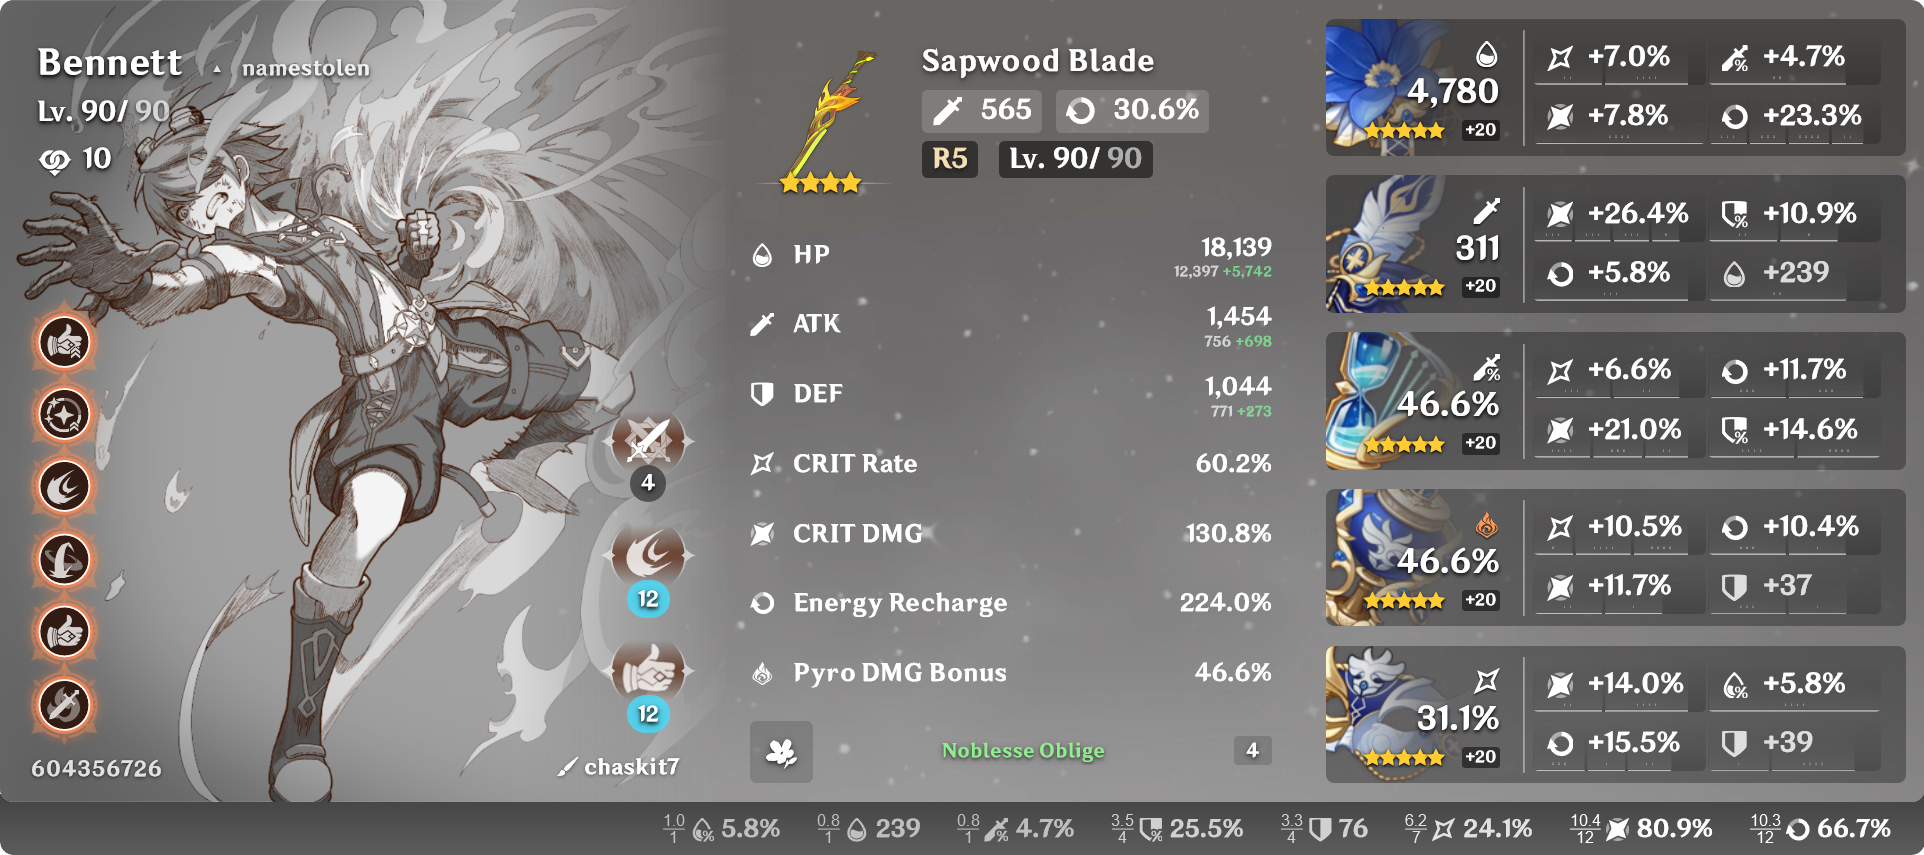 Bennett namestolen
Lv. 90/ 90
10
4
12
12
604356726
chaskit7
Sapwood Blade
565 30.6%
R5 Lv. 90/ 90
HP 18,139
12,397 +5,742
ATK 1,454
756 +698
DEF 1,044
771 +273
CRIT Rate 60.2%
CRIT DMG 130.8%
Energy Recharge 224.0%
Pyro DMG Bonus 46.6%
Noblesse Oblige 4
4,780
+20
+7.0% +4.7%
+7.8% +23.3%
311
+20
+26.4% +10.9%
+5.8% +239
46.6%
+20
+6.6% +11.7%
+21.0% +14.6%
46.6%
+20
+10.5% +10.4%
+11.7% +37
31.1%
+20
+14.0% +5.8%
+15.5% +39
1.0/1 5.8% 0.8/1 239 0.8/1 4.7% 3.5/4 25.5% 3.3/4 76 6.2/7 24.1% 10.4/12 80.9% 10.3/12 66.7%